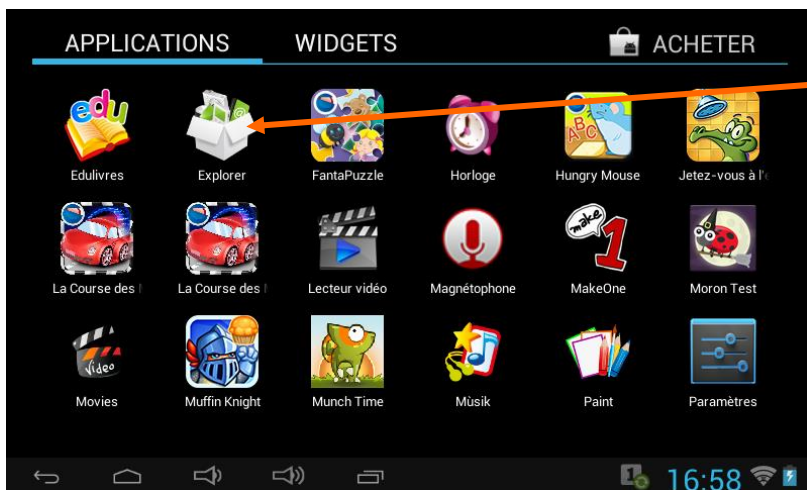 APPLICATIONS WIDGETS ACHETER
edu
ABC
Edulivres Explorer FantaPuzzle Horloge Hungry Mouse Jetez-vous à l'e
make
1
La Course des La Course des Lecteur vidéo Magnétophone MakeOne Moron Test
Video
Movies Muffin Knight Munch Time Mùsik Paint Paramètres
1 16:58